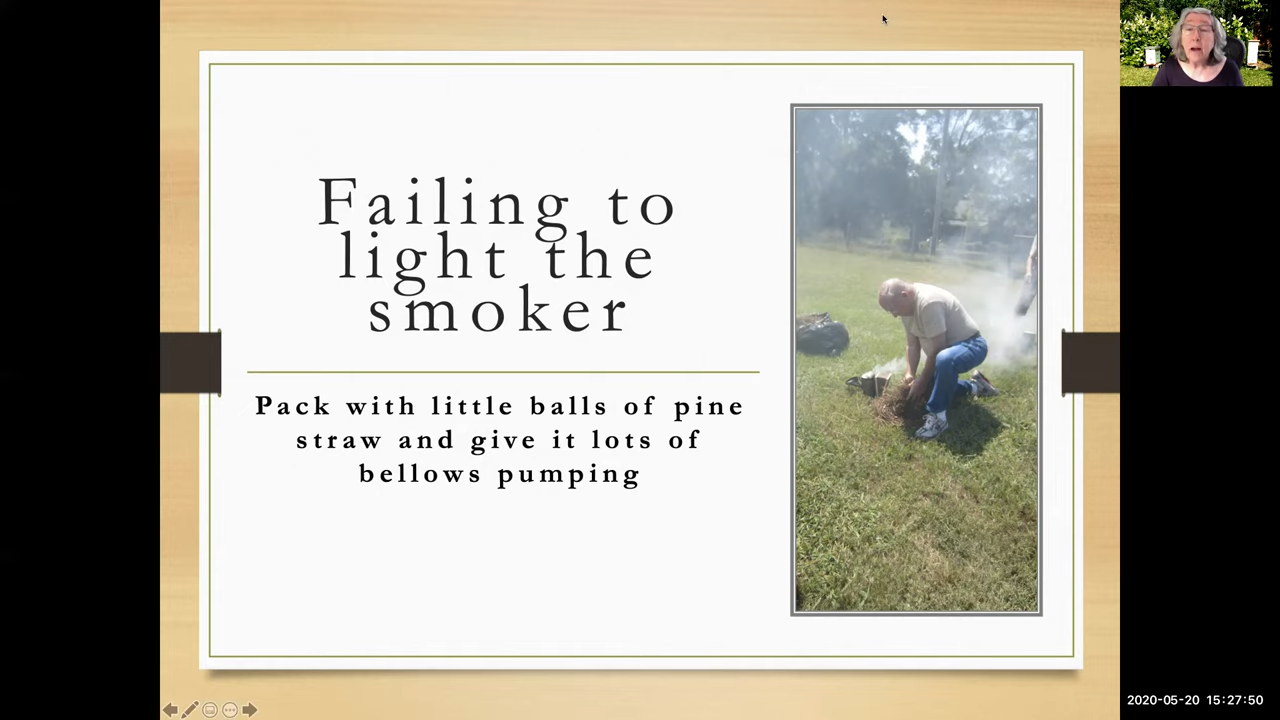 Failing to
light the
smoker
Pack with little balls of pine
straw and give it lots of
bellows pumping
2020-05-20 15:27:50